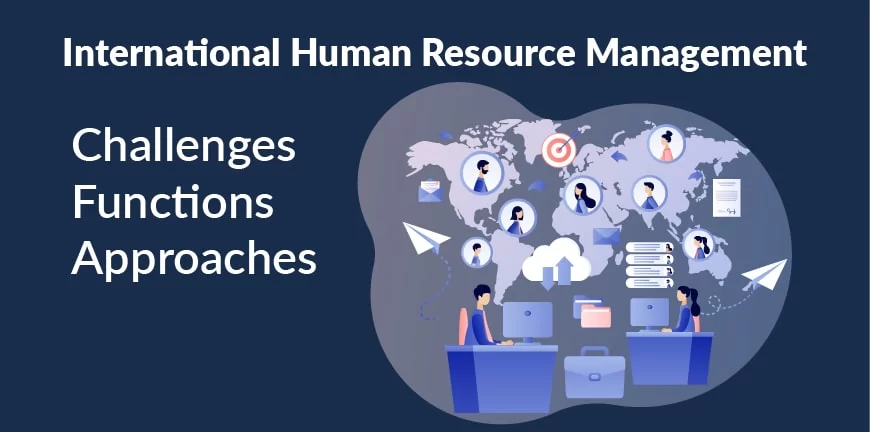 International Human Resource Management
Challenges
Functions
Approaches